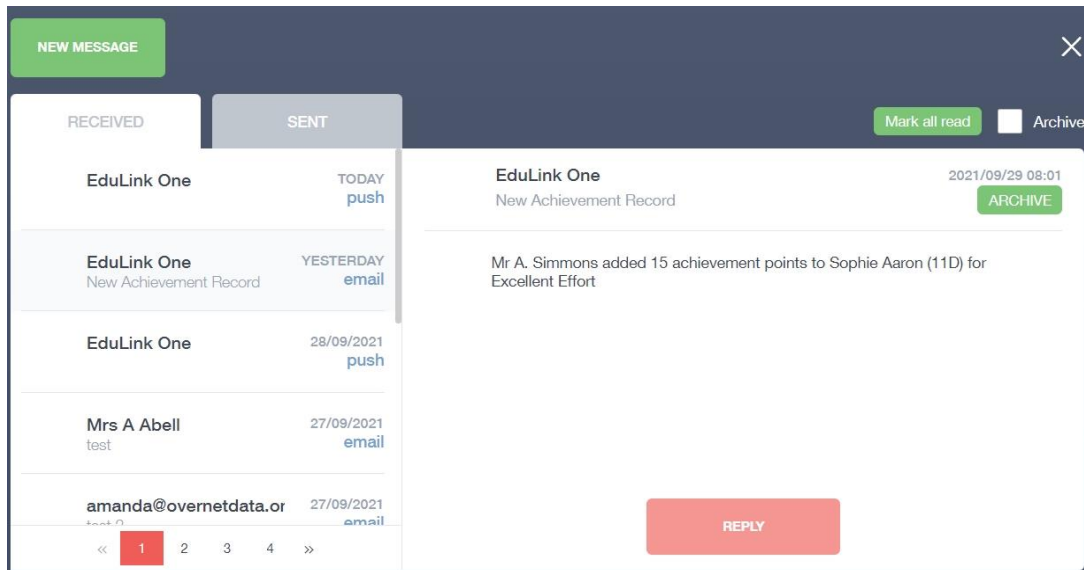 NEW MESSAGE
RECEIVED
SENT
Mark all read
Archive
EduLink One
TODAY
push
EduLink One
YESTERDAY
New Achievement Record
email
EduLink One
28/09/2021
push
Mrs A Abell
27/09/2021
test
email
amanda@overnetdata.or
27/09/2021
test 2
email
« 1 2 3 4 »
EduLink One
2021/09/29 08:01
New Achievement Record
ARCHIVE
Mr A. Simmons added 15 achievement points to Sophie Aaron (11D) for
Excellent Effort
REPLY